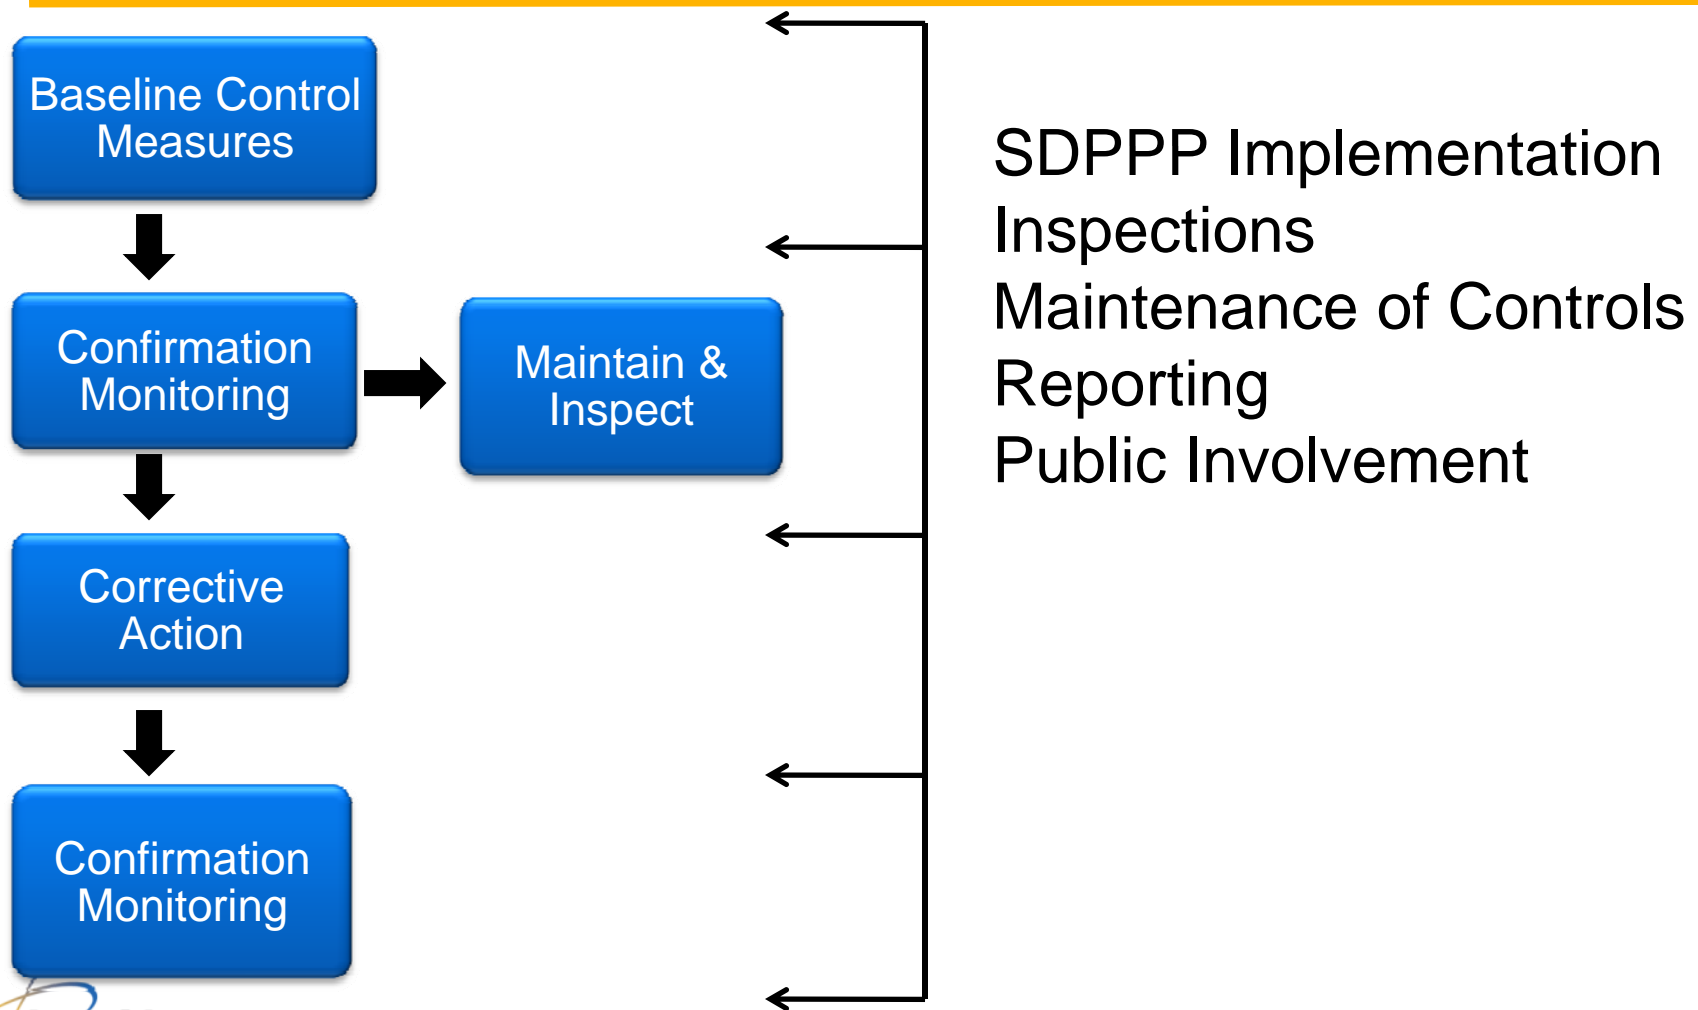 Baseline Control
Measures
Confirmation
Monitoring
Maintain &
Inspect
Corrective
Action
Confirmation
Monitoring
SDPPP Implementation
Inspections
Maintenance of Controls
Reporting
Public Involvement